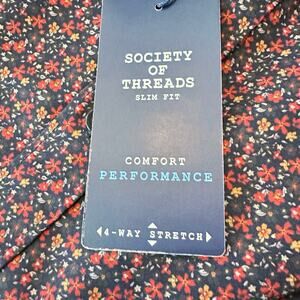 SOCIETY
OF
THREADS
SLIM FIT
COMFORT
PERFORMANCE
4-WAY STRETCH